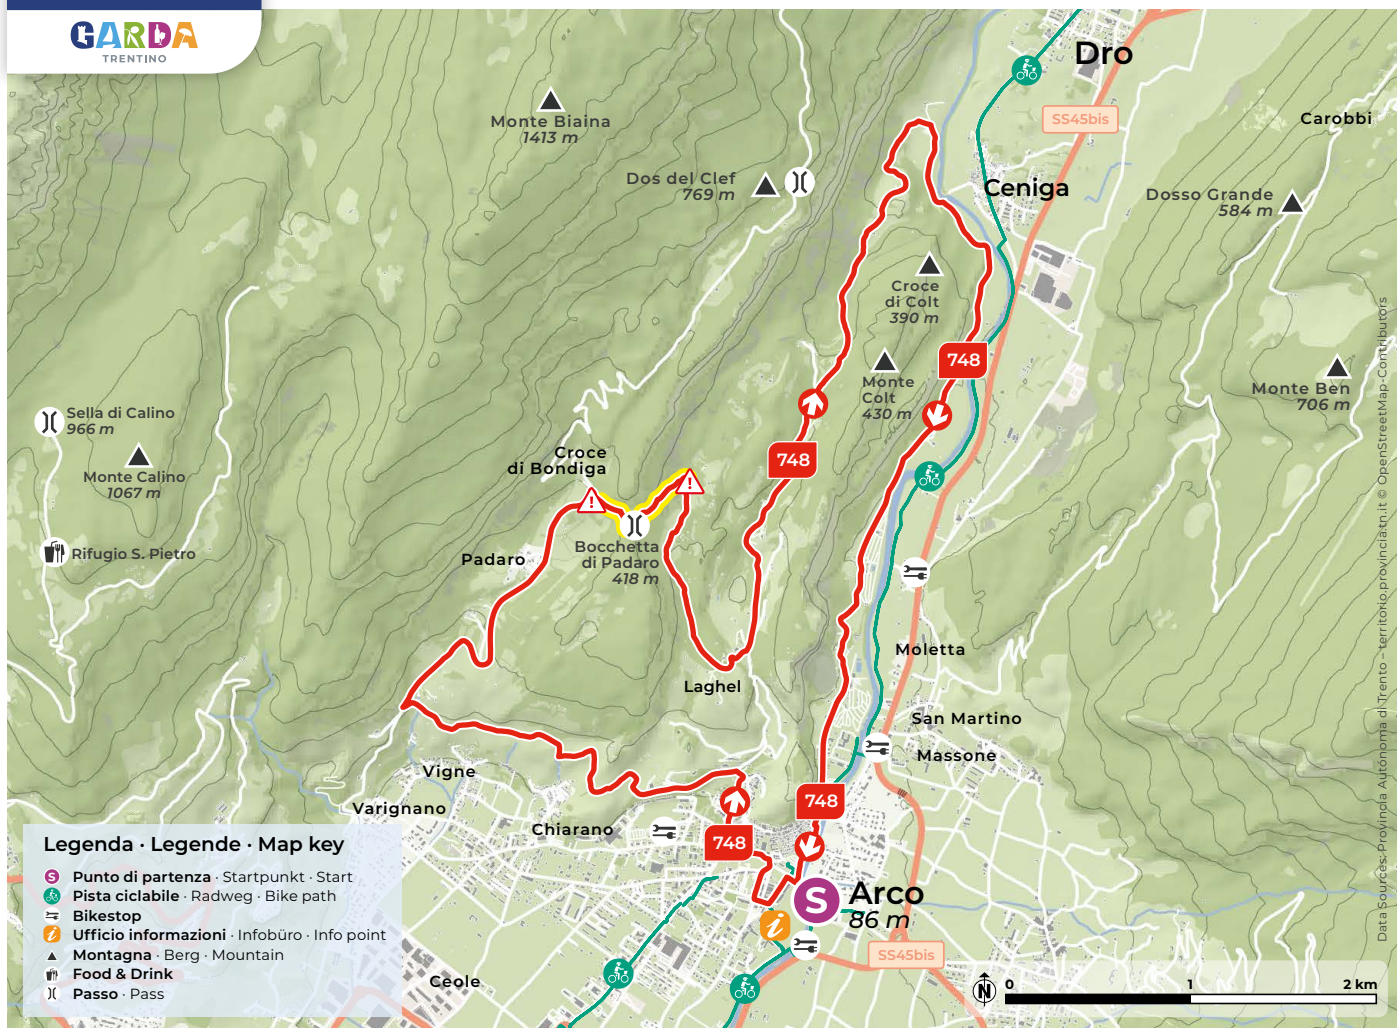 GARDA
TRENTINO
Dro
SS45bis
Carobbi
Monte Biaina
1413 m
Dos del Clef
769 m
Ceniga
Dosso Grande
584 m
Croce
di Colt
390 m
748
Monte
Colt
430 m
Monte Ben
706 m
Sella di Calino
966 m
Monte Calino
1067 m
Croce
di Bondiga
748
Rifugio S. Pietro
Padaro
Bocchetta
di Padaro
418 m
Moletta
Laghel
San Martino
Massone
Vigne
Varignano
Chiarano
748
748
S
Arco
86 m
i
SS45bis
Ceole
Legenda · Legende · Map key
S Punto di partenza · Startpunkt · Start
Pista ciclabile · Radweg · Bike path
Bikestop
i Ufficio informazioni · Infobüro · Info point
Montagna · Berg · Mountain
Food & Drink
Passo · Pass
N
0 1 2 km
Data Sources: Provincia Autonoma di Trento – territorio.provincia.tn.it © OpenStreetMap-Contributors